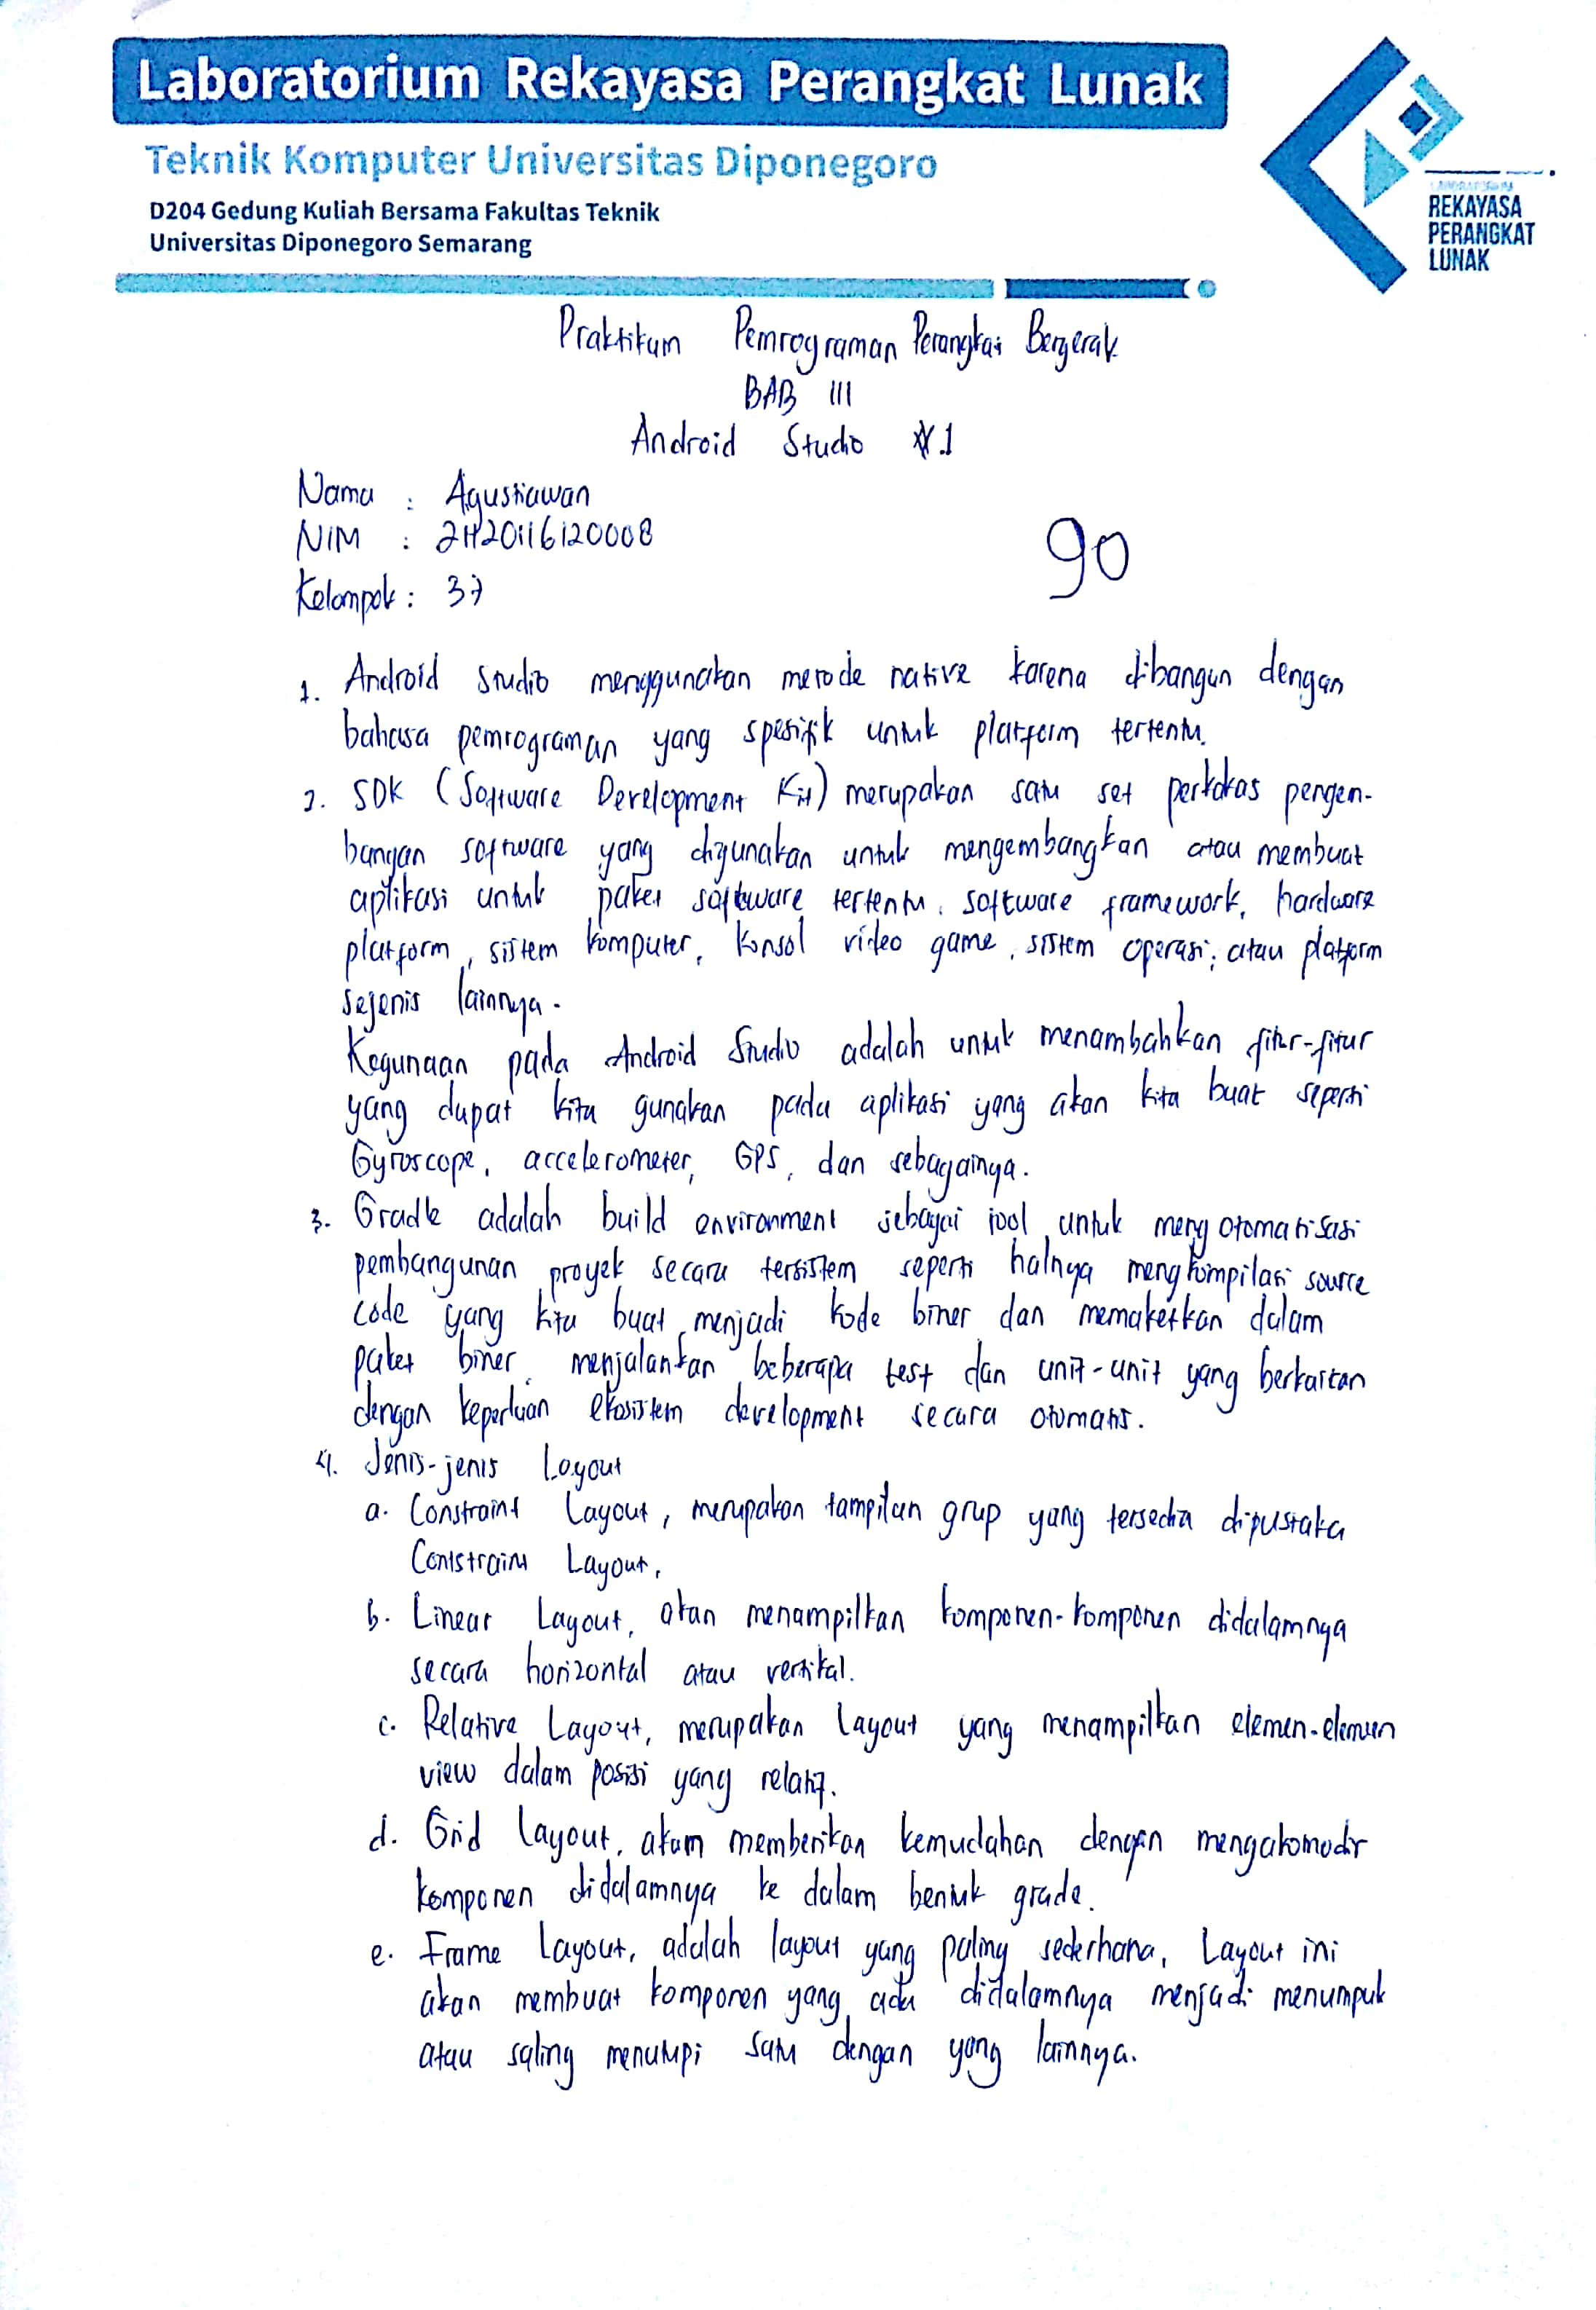 Laboratorium Rekayasa Perangkat Lunak
Teknik Komputer Universitas Diponegoro
D204 Gedung Kuliah Bersama Fakultas Teknik
Universitas Diponegoro Semarang
LABORATORIUM
REKAYASA
PERANGKAT
LUNAK
Praktikum Pemrograman Perangkat Bergerak
BAB III
Android Studio 1
Nama : Agustiawan
NIM : 21120116120008
Kelompok : 37
90
1. Android Studio menggunakan metode native karena dibangun dengan
bahasa pemrograman yang spesifik untuk platform tertentu.
2. SDK (Software Development Kit) merupakan satu set perkakas pengem-
bangan software yang digunakan untuk mengembangkan atau membuat
aplikasi untuk paket software tertentu, software framework, hardware
platform, sistem komputer, konsol video game, sistem operasi, atau platform
sejenis lainnya.
Kegunaan pada Android Studio adalah untuk menambahkan fitur-fitur
yang dapat kita gunakan pada aplikasi yang akan kita buat seperti
Gyroscope, accelerometer, GPS, dan sebagainya.
3. Gradle adalah build environment sebagai tool untuk mengotomatisasi
pembangunan proyek secara tersistem seperti halnya mengkompilasi source
code yang kita buat menjadi kode biner dan memaketkan dalam
paket biner, menjalankan beberapa test dan unit-unit yang berkaitan
dengan keperluan ekosistem development secara otomatis.
4. Jenis-jenis Layout
a. Constraint Layout, merupakan tampilan grup yang tersedia dipustaka
Constraint Layout.
b. Linear Layout, akan menampilkan komponen-komponen didalamnya
secara horizontal atau vertikal.
c. Relative Layout, merupakan Layout yang menampilkan elemen-elemen
view dalam posisi yang relatif.
d. Grid Layout, akam memberikan kemudahan dengan mengakomodir
komponen didalamnya ke dalam bentuk grade.
e. Frame Layout, adalah layout yang paling sederhana, Layout ini
akan membuat komponen yang ada didalamnya menjadi menumpuk
atau saling menutupi satu dengan yang lainnya.